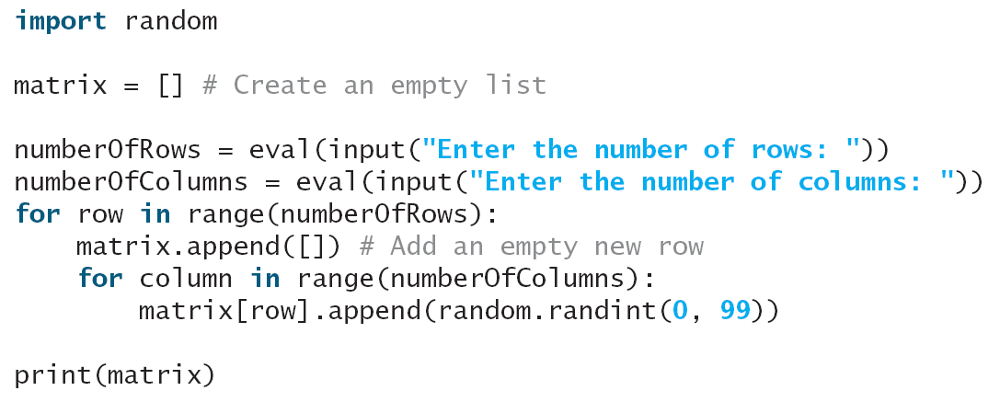 import random
matrix = [] # Create an empty list
numberOfRows = eval(input("Enter the number of rows: "))
numberOfColumns = eval(input("Enter the number of columns: "))
for row in range(numberOfRows):
    matrix.append([]) # Add an empty new row
    for column in range(numberOfColumns):
        matrix[row].append(random.randint(0, 99))
print(matrix)